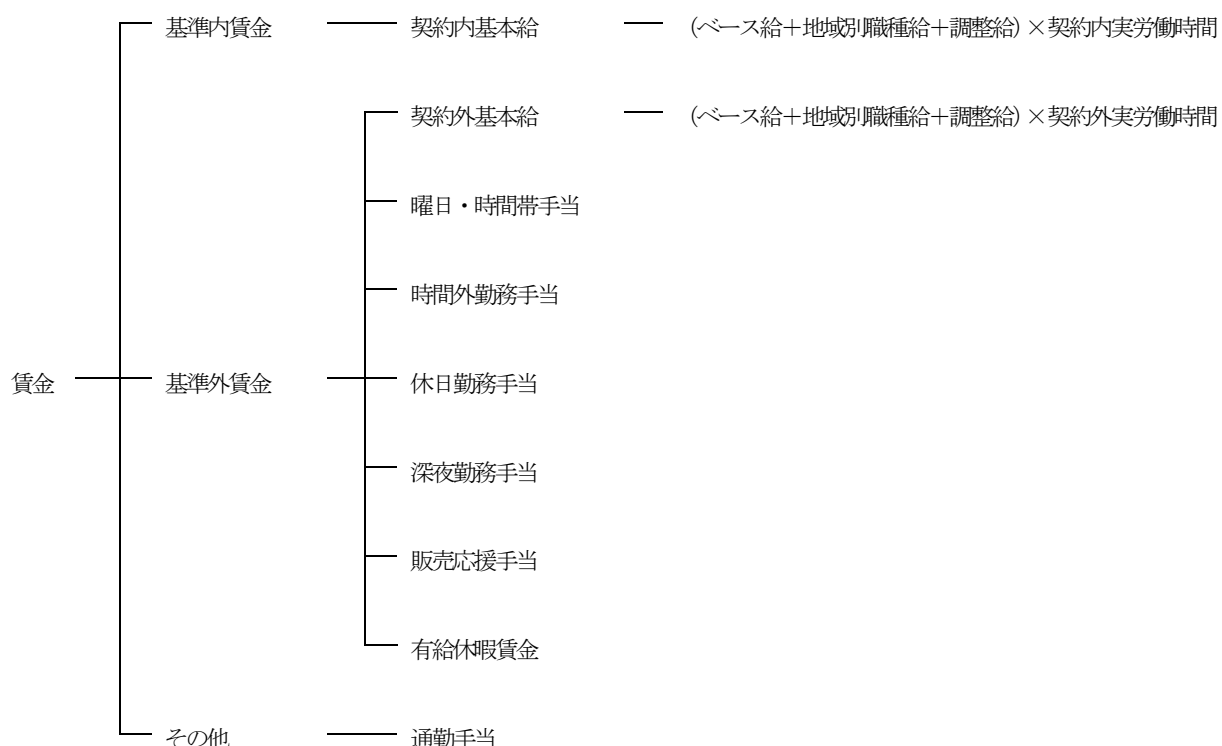 基準内賃金 契約内基本給 (ベース給+地域別職種給+調整給)×契約内実労働時間
契約外基本給 (ベース給+地域別職種給+調整給)×契約外実労働時間
曜日・時間帯手当
時間外勤務手当
賃金 基準外賃金 休日勤務手当
深夜勤務手当
販売応援手当
有給休暇賃金
その他 通勤手当